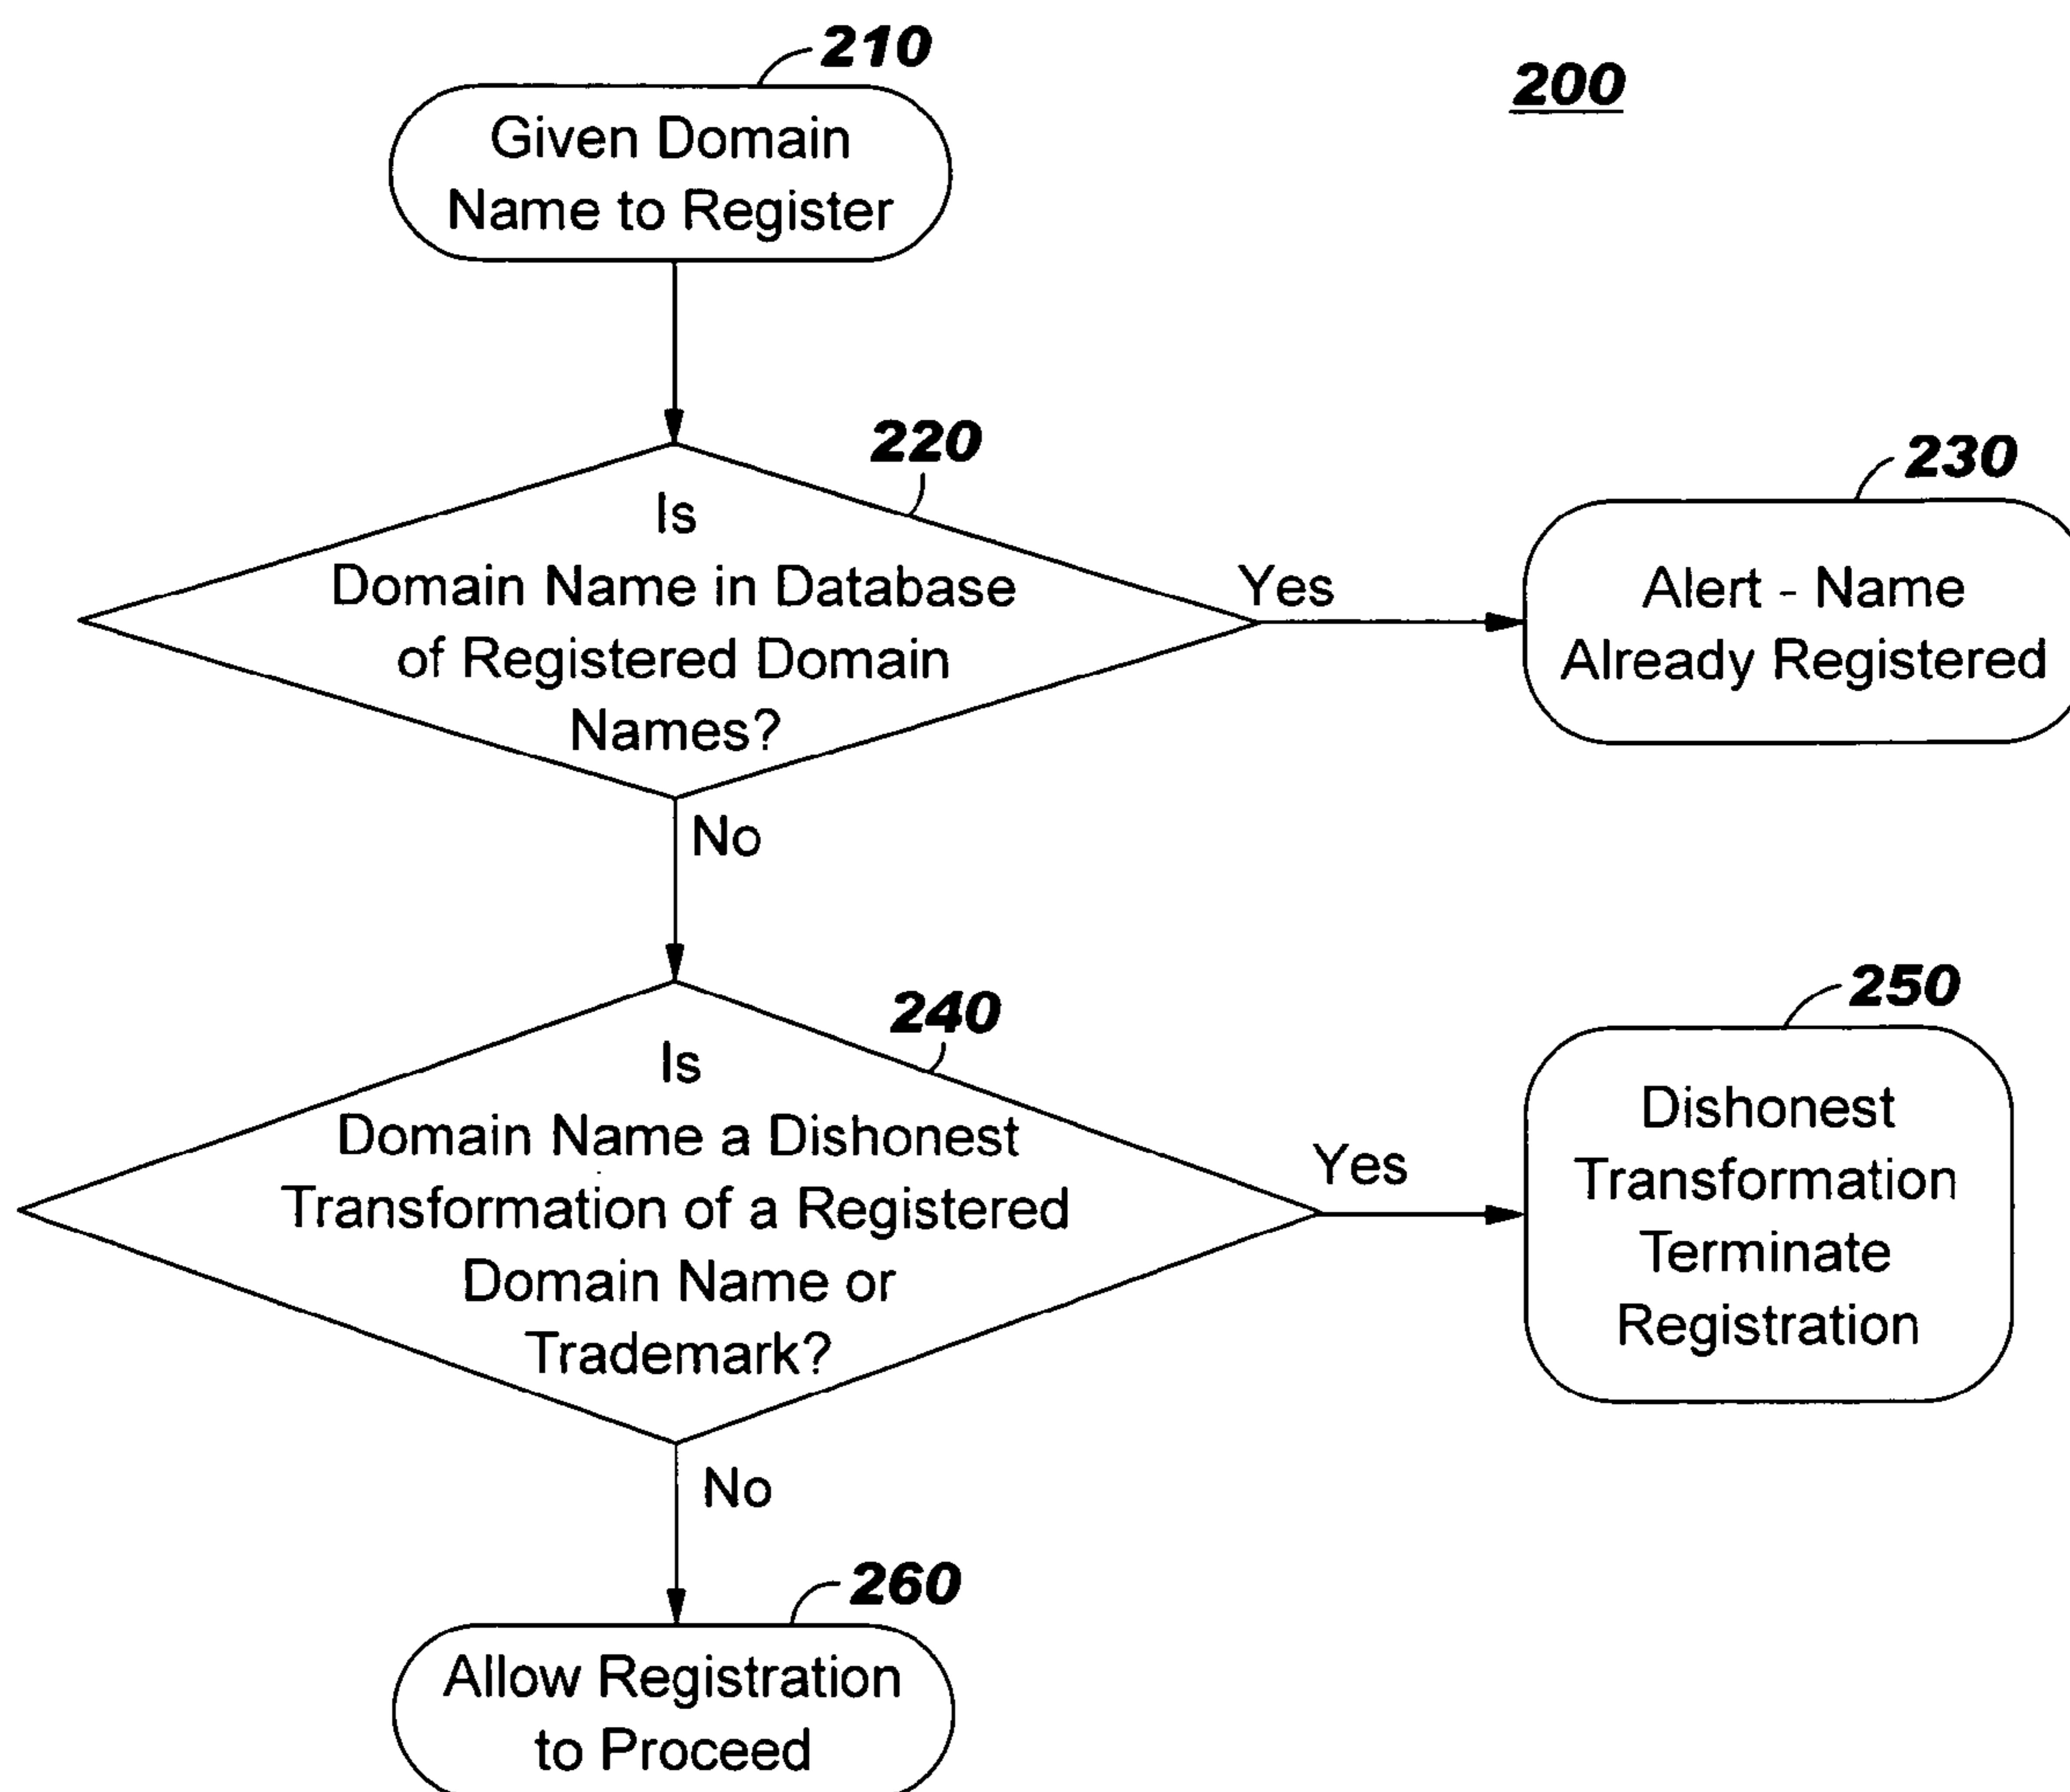 210
200
Given Domain
Name to Register
220
230
Is
Domain Name in Database
of Registered Domain
Names?
Yes
Alert - Name
Already Registered
No
240
250
Is
Domain Name a Dishonest
Transformation of a Registered
Domain Name or
Trademark?
Yes
Dishonest
Transformation
Terminate
Registration
No
260
Allow Registration
to Proceed